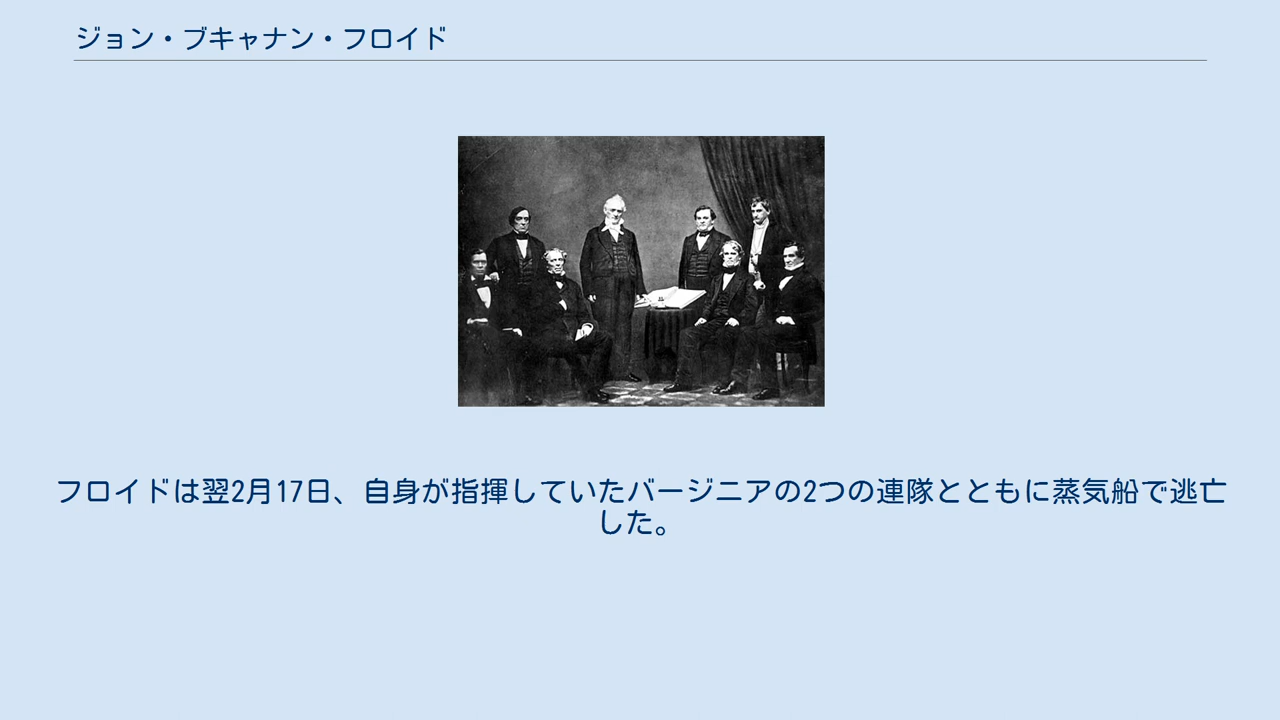 ジョン・ブキャナン・フロイド
フロイドは翌2月17日、自身が指揮していたバージニアの2つの連隊とともに蒸気船で逃亡
した。